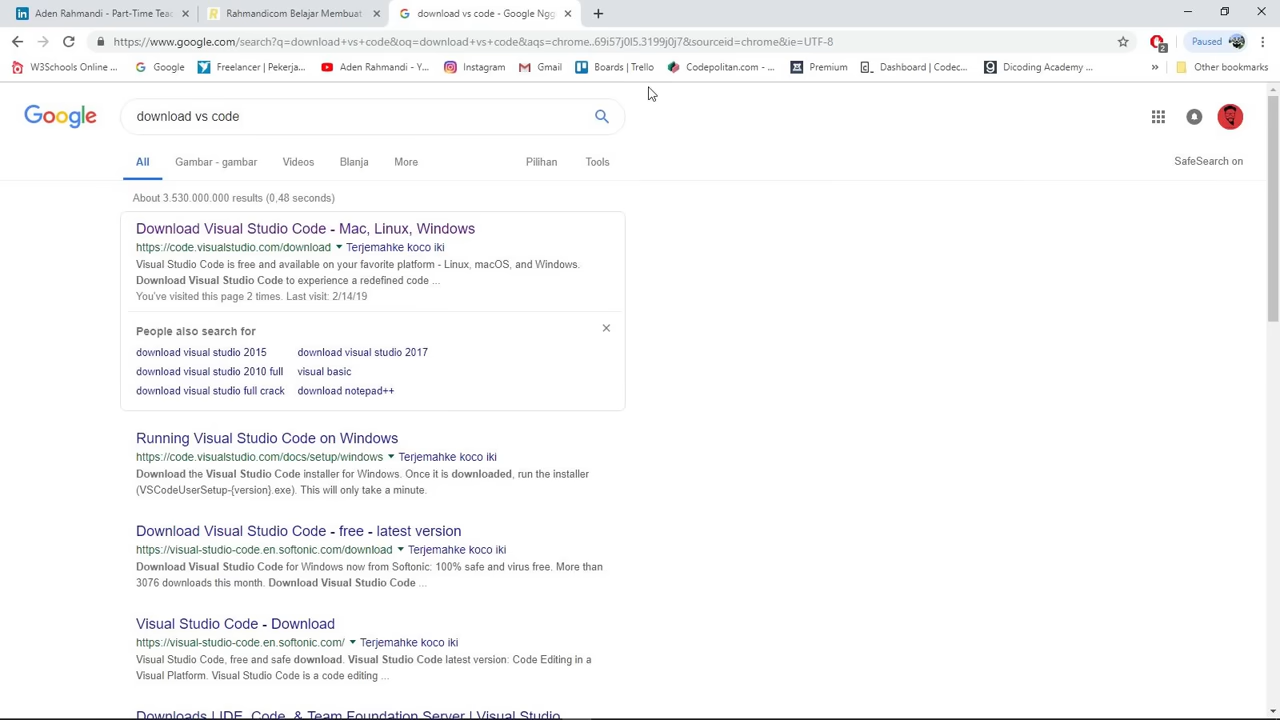 Aden Rahmandi - Part-Time Teac
Rahmandicom Belajar Membuat
download vs code - Google Ngg
https://www.google.com/search?q=download+vs+code&oq=download+vs+code&aqs=chrome..69i57j0l5.3199j0j7&sourceid=chrome&ie=UTF-8
2
Paused
W3Schools Online ...
Google
Freelancer | Pekerja...
Aden Rahmandi - Y...
Instagram
Gmail
Boards | Trello
Codepolitan.com - ...
Premium
Dashboard | Codec...
Dicoding Academy ...
»
Other bookmarks
Google
download vs code
All
Gambar - gambar
Videos
Blanja
More
Pilihan
Tools
SafeSearch on
About 3.530.000.000 results (0,48 seconds)
Download Visual Studio Code - Mac, Linux, Windows
https://code.visualstudio.com/download ▾ Terjemahke koco iki
Visual Studio Code is free and available on your favorite platform - Linux, macOS, and Windows.
Download Visual Studio Code to experience a redefined code ...
You've visited this page 2 times. Last visit: 2/14/19
People also search for
download visual studio 2015
download visual studio 2017
download visual studio 2010 full
visual basic
download visual studio full crack
download notepad++
Running Visual Studio Code on Windows
https://code.visualstudio.com/docs/setup/windows ▾ Terjemahke koco iki
Download the Visual Studio Code installer for Windows. Once it is downloaded, run the installer
(VSCodeUserSetup-{version}.exe). This will only take a minute.
Download Visual Studio Code - free - latest version
https://visual-studio-code.en.softonic.com/download ▾ Terjemahke koco iki
Download Visual Studio Code for Windows now from Softonic: 100% safe and virus free. More than
3076 downloads this month. Download Visual Studio Code ...
Visual Studio Code - Download
https://visual-studio-code.en.softonic.com/ ▾ Terjemahke koco iki
Visual Studio Code, free and safe download. Visual Studio Code latest version: Code Editing in a
Visual Platform. Visual Studio Code is a code editing ...
Downloads | IDE, Code, & Team Foundation Server | Visual Studio